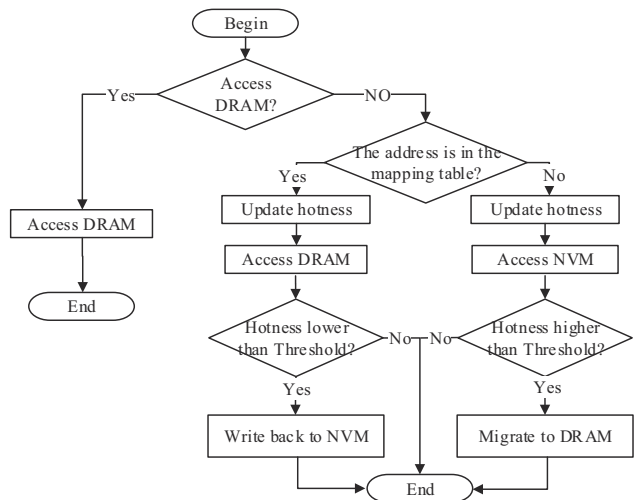 Begin
Access
DRAM?
Yes
NO
The address is in the
mapping table?
Yes
No
Access DRAM
End
Update hotness
Update hotness
Access DRAM
Access NVM
Hotness lower
than Threshold?
No
No
Hotness higher
than Threshold?
Yes
Yes
Write back to NVM
Migrate to DRAM
End